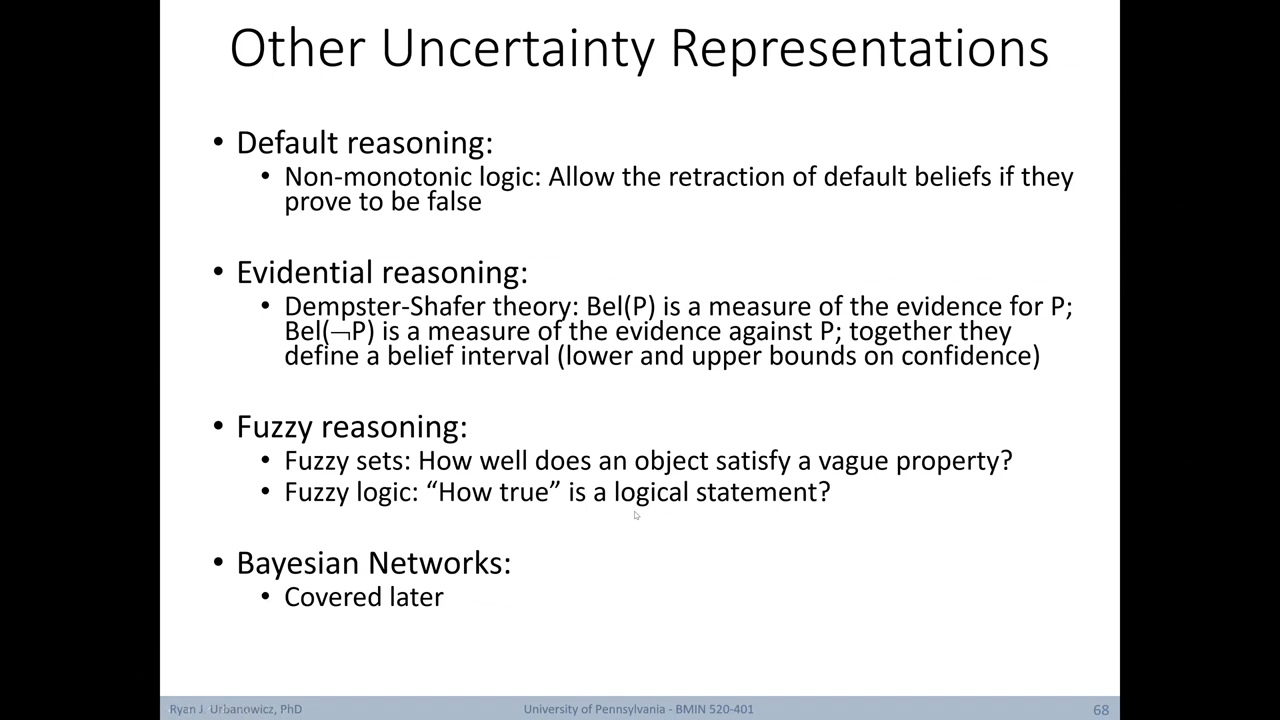 Other Uncertainty Representations
• Default reasoning:
• Non-monotonic logic: Allow the retraction of default beliefs if they
prove to be false
• Evidential reasoning:
• Dempster-Shafer theory: Bel(P) is a measure of the evidence for P;
Bel(¬P) is a measure of the evidence against P; together they
define a belief interval (lower and upper bounds on confidence)
• Fuzzy reasoning:
• Fuzzy sets: How well does an object satisfy a vague property?
• Fuzzy logic: “How true” is a logical statement?
• Bayesian Networks:
• Covered later
Ryan J. Urbanowicz, PhD
University of Pennsylvania - BMIN 520-401
68